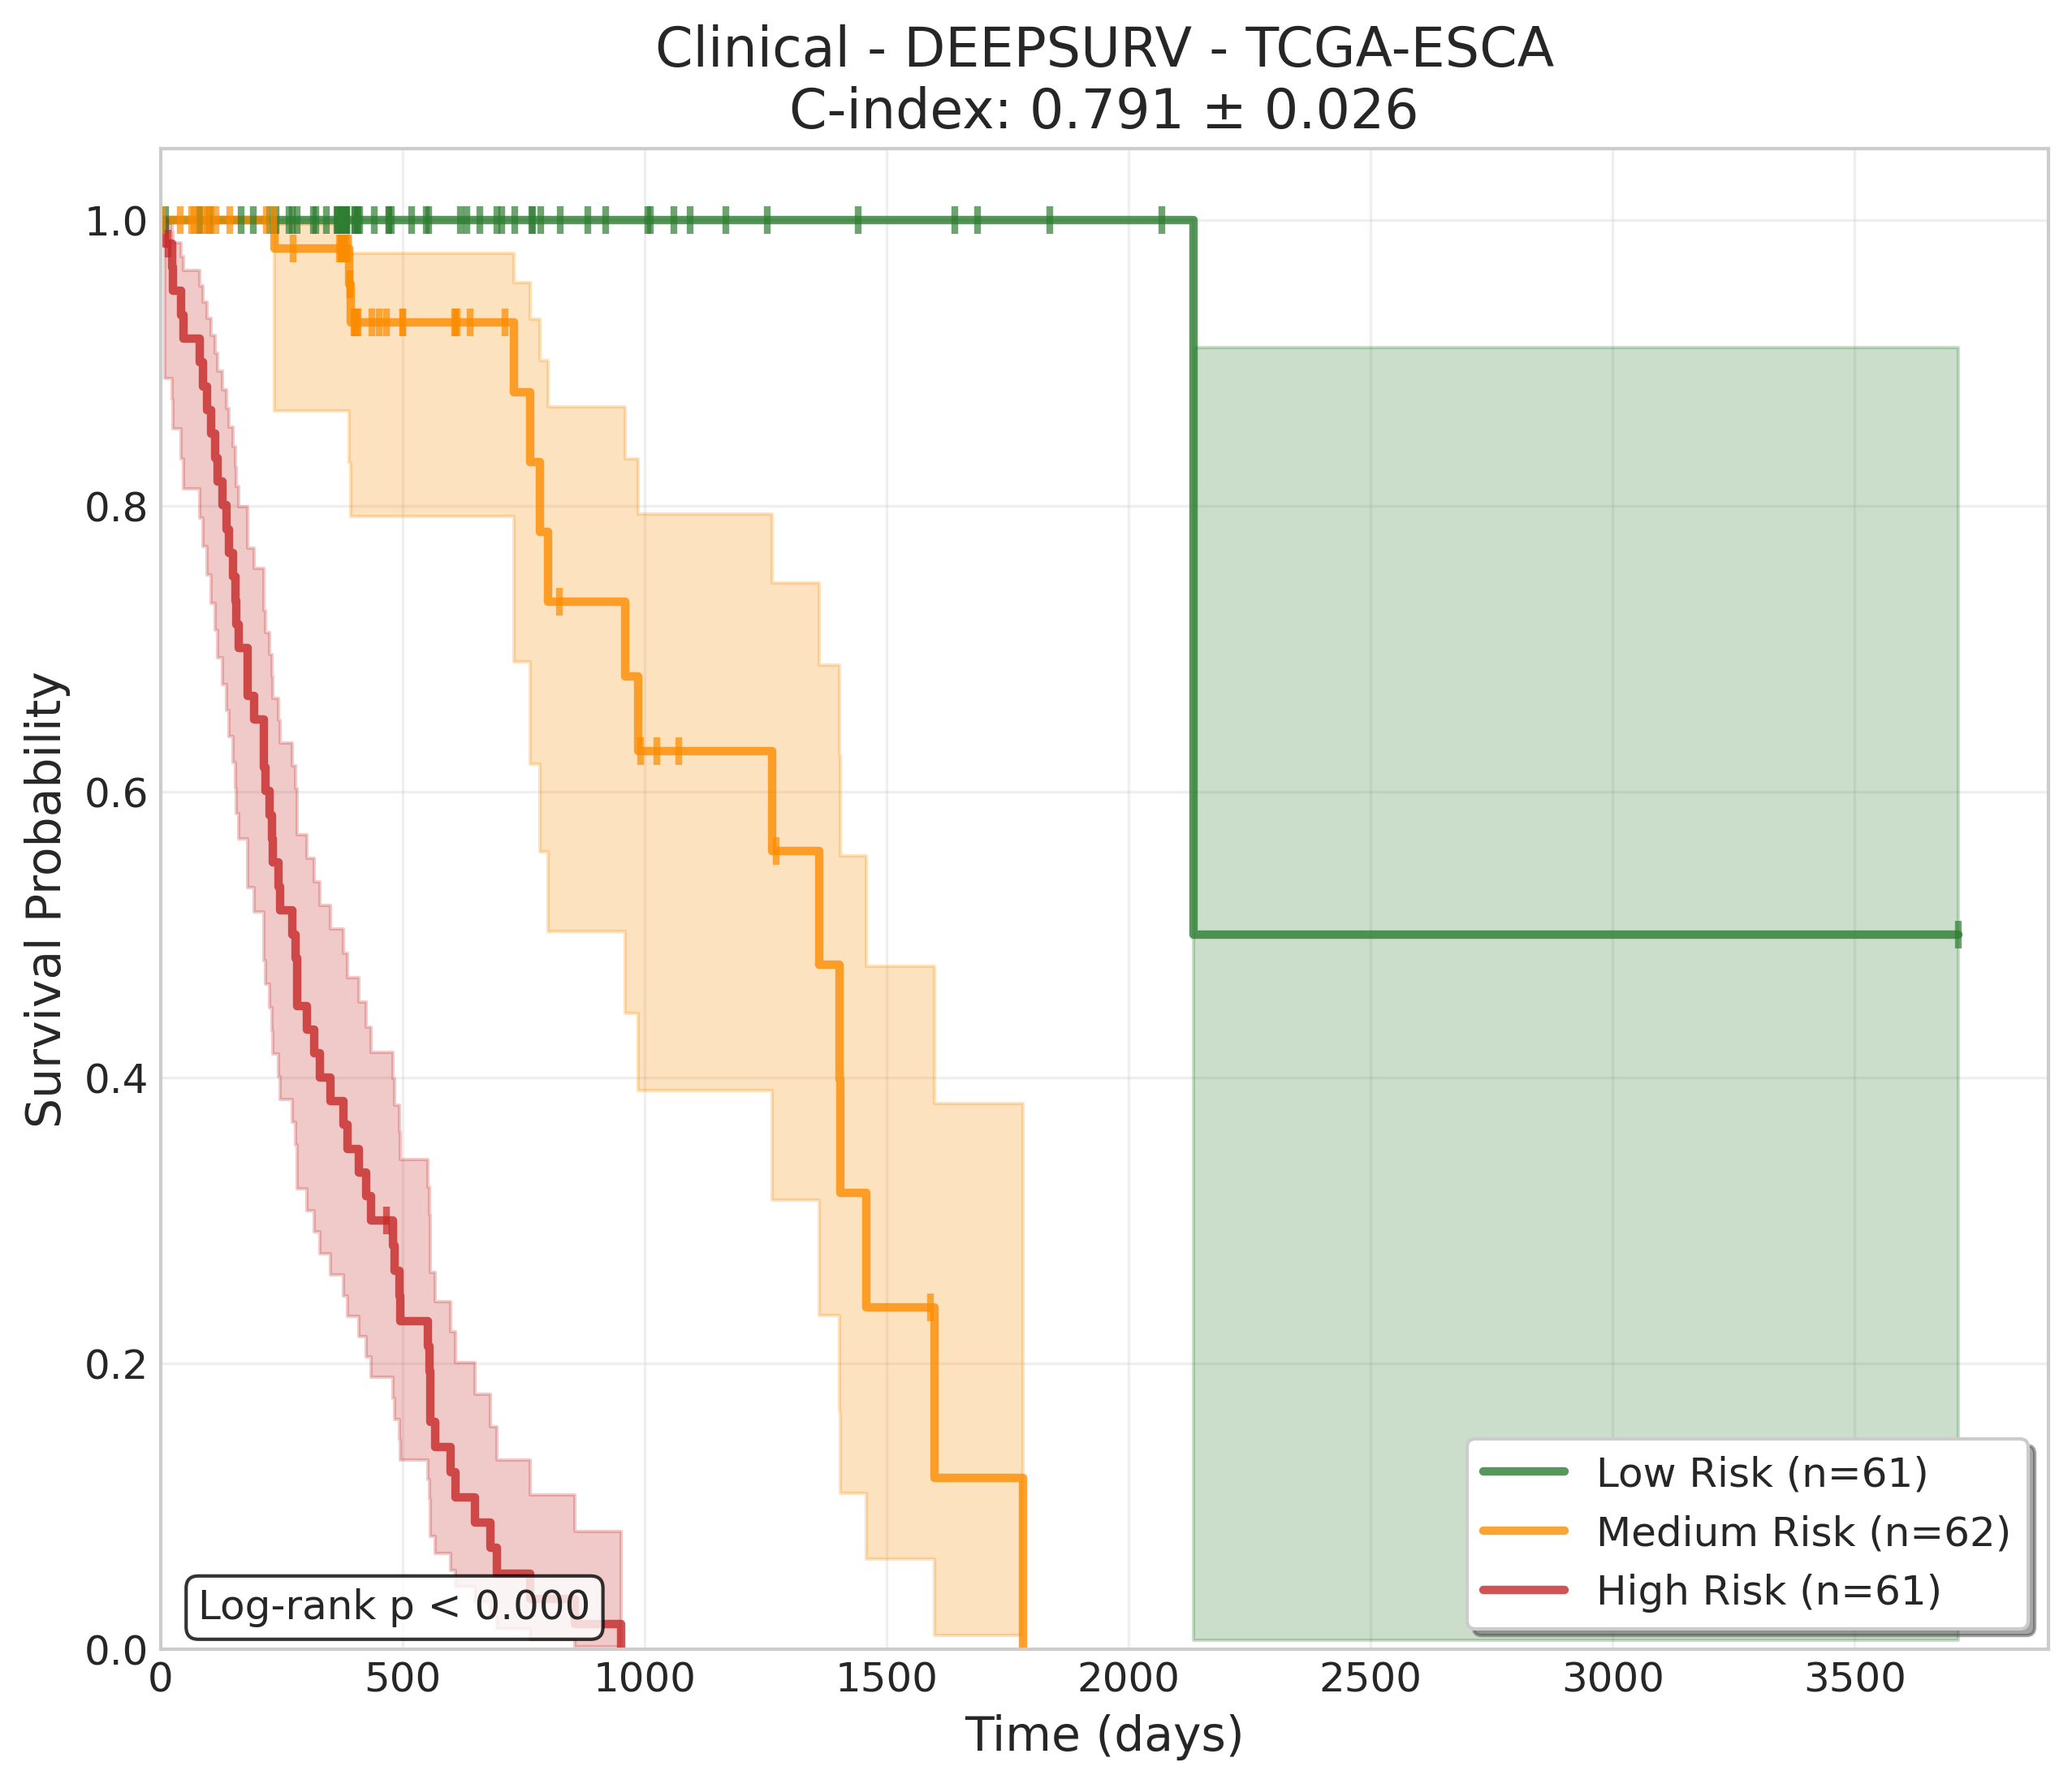 Clinical - DEEPSURV - TCGA-ESCA
C-index: 0.791 ± 0.026
Survival Probability
1.0
0.8
0.6
0.4
0.2
0.0
Log-rank p < 0.000
Low Risk (n=61)
Medium Risk (n=62)
High Risk (n=61)
0 500 1000 1500 2000 2500 3000 3500
Time (days)